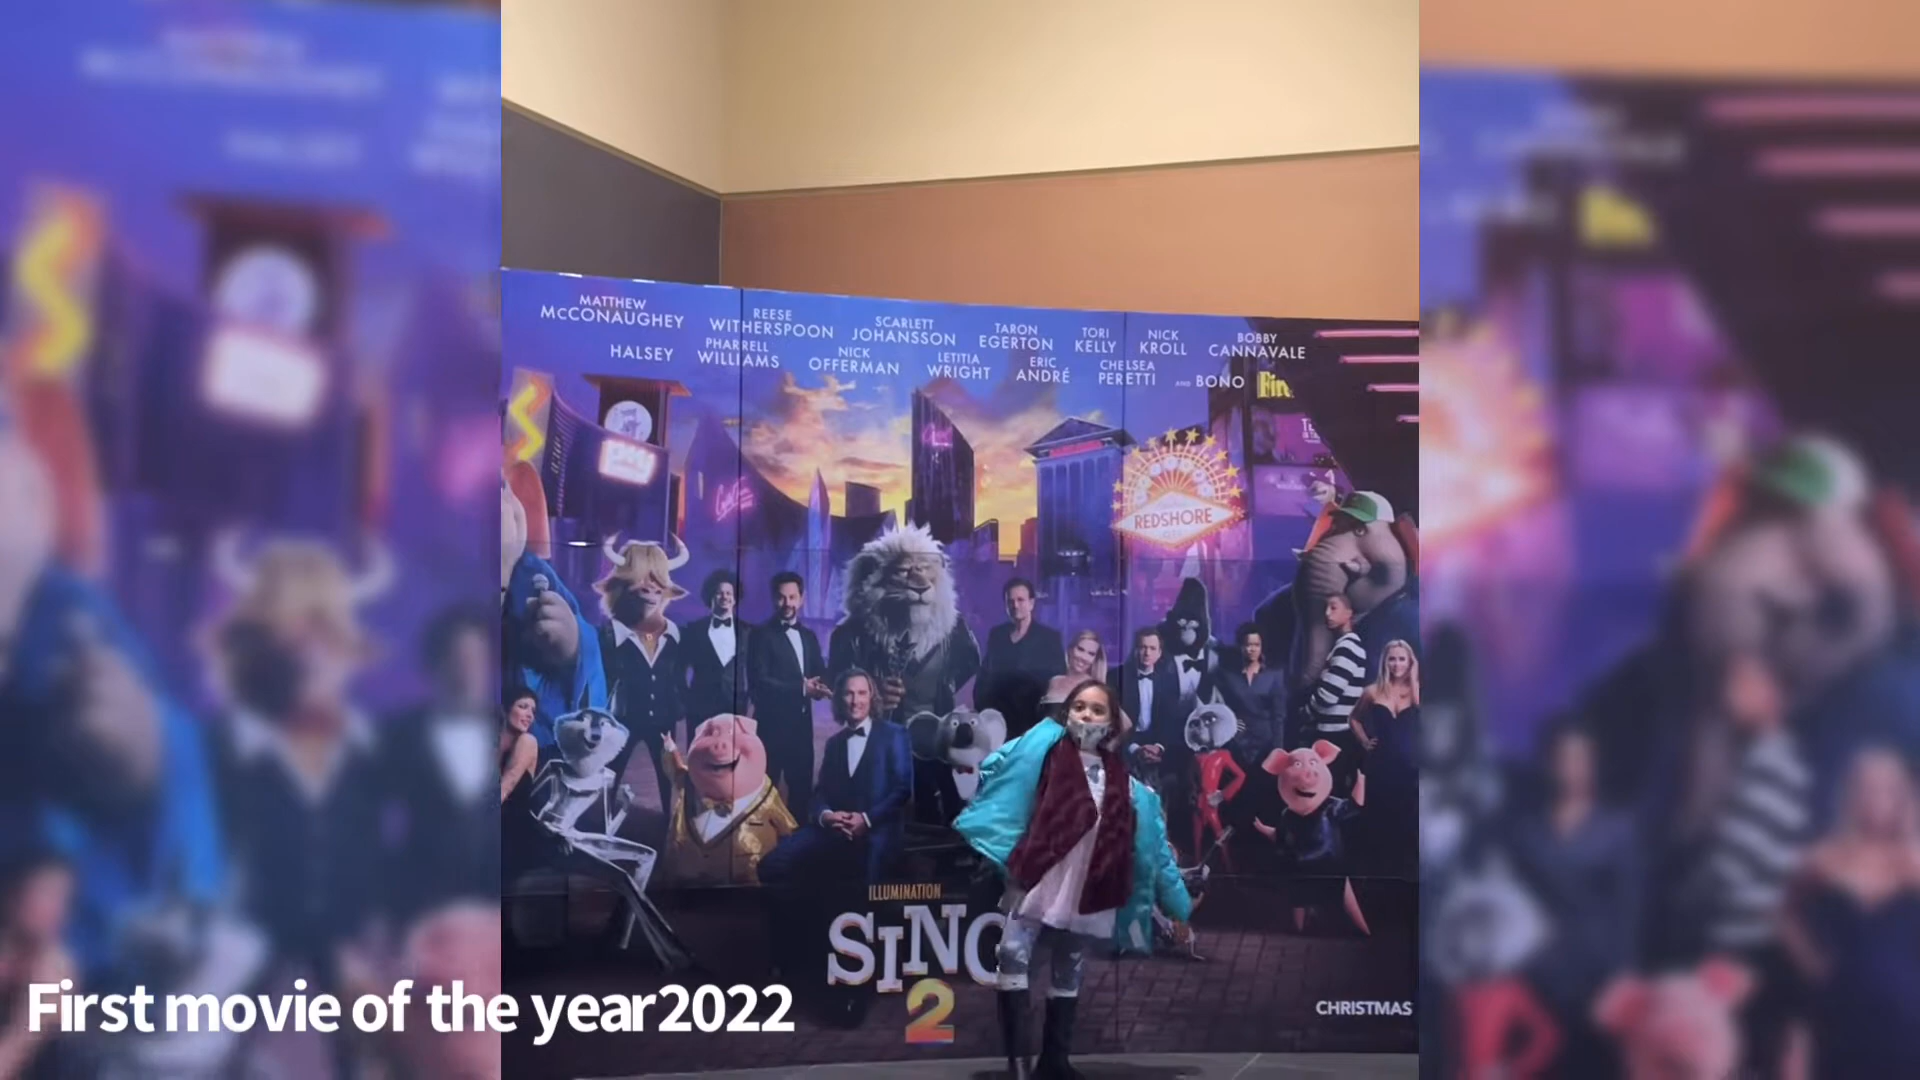 MATTHEW
McCONAUGHEY
REESE
WITHERSPOON
SCARLETT
JOHANSSON
TARON
EGERTON
TORI
KELLY
NICK
KROLL
BOBBY
CANNAVALE
HALSEY
PHARRELL
WILLIAMS
NICK
OFFERMAN
LETITIA
WRIGHT
ERIC
ANDRÉ
CHELSEA
PERETTI
AND BONO
REDSHORE
ILLUMINATION
SING
2
CHRISTMAS
First movie of the year2022